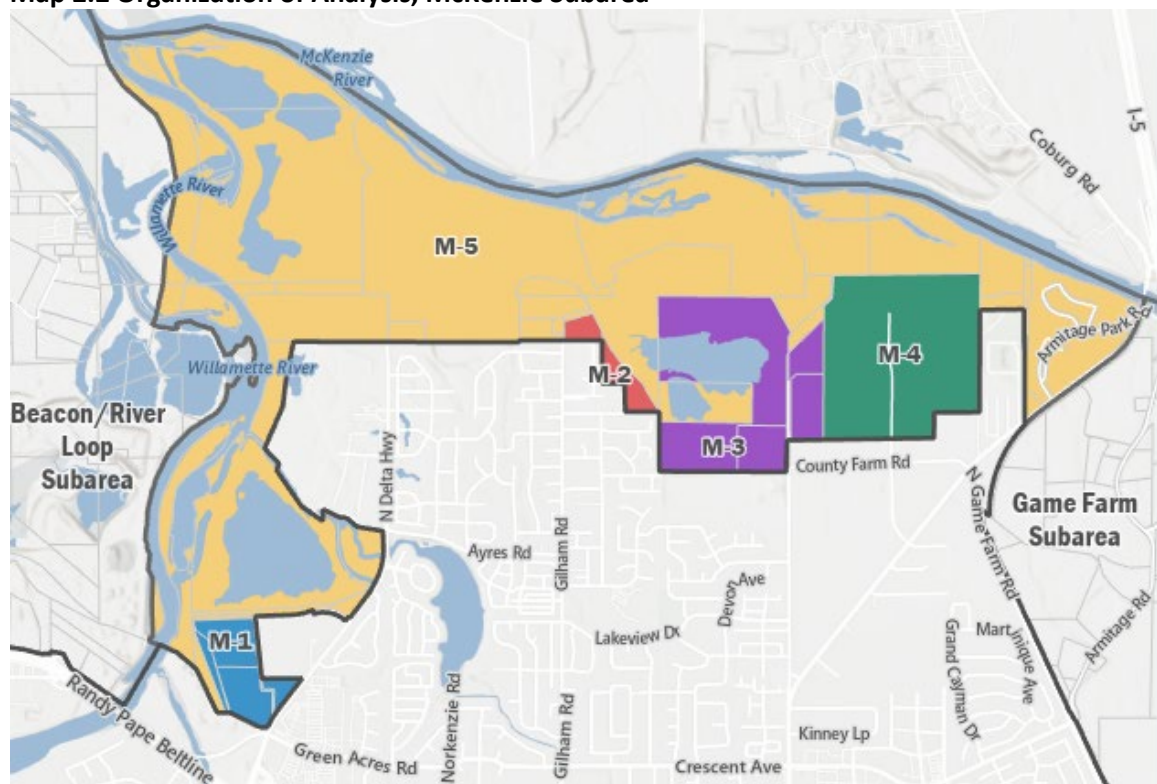 Map 2.2 Organization of Analysis, McKenzie Subarea
McKenzie
River
I-5
Coburg Rd
Willamette River
M-5
Armitage Park Rd
M-4
Willamette River
M-2
Beacon/River
Loop
Subarea
M-3
County Farm Rd
N Delta Hwy
N Game Farm Rd
Game Farm
Subarea
Ayres Rd
Gilham Rd
Devon Ave
Lakeview Dr
M-1
Martinique Ave
Armitage Rd
Grand Cayman Dr
Randy Pape Beltline
Norkenzie Rd
Gilham Rd
Kinney Lp
Green Acres Rd
Crescent Ave